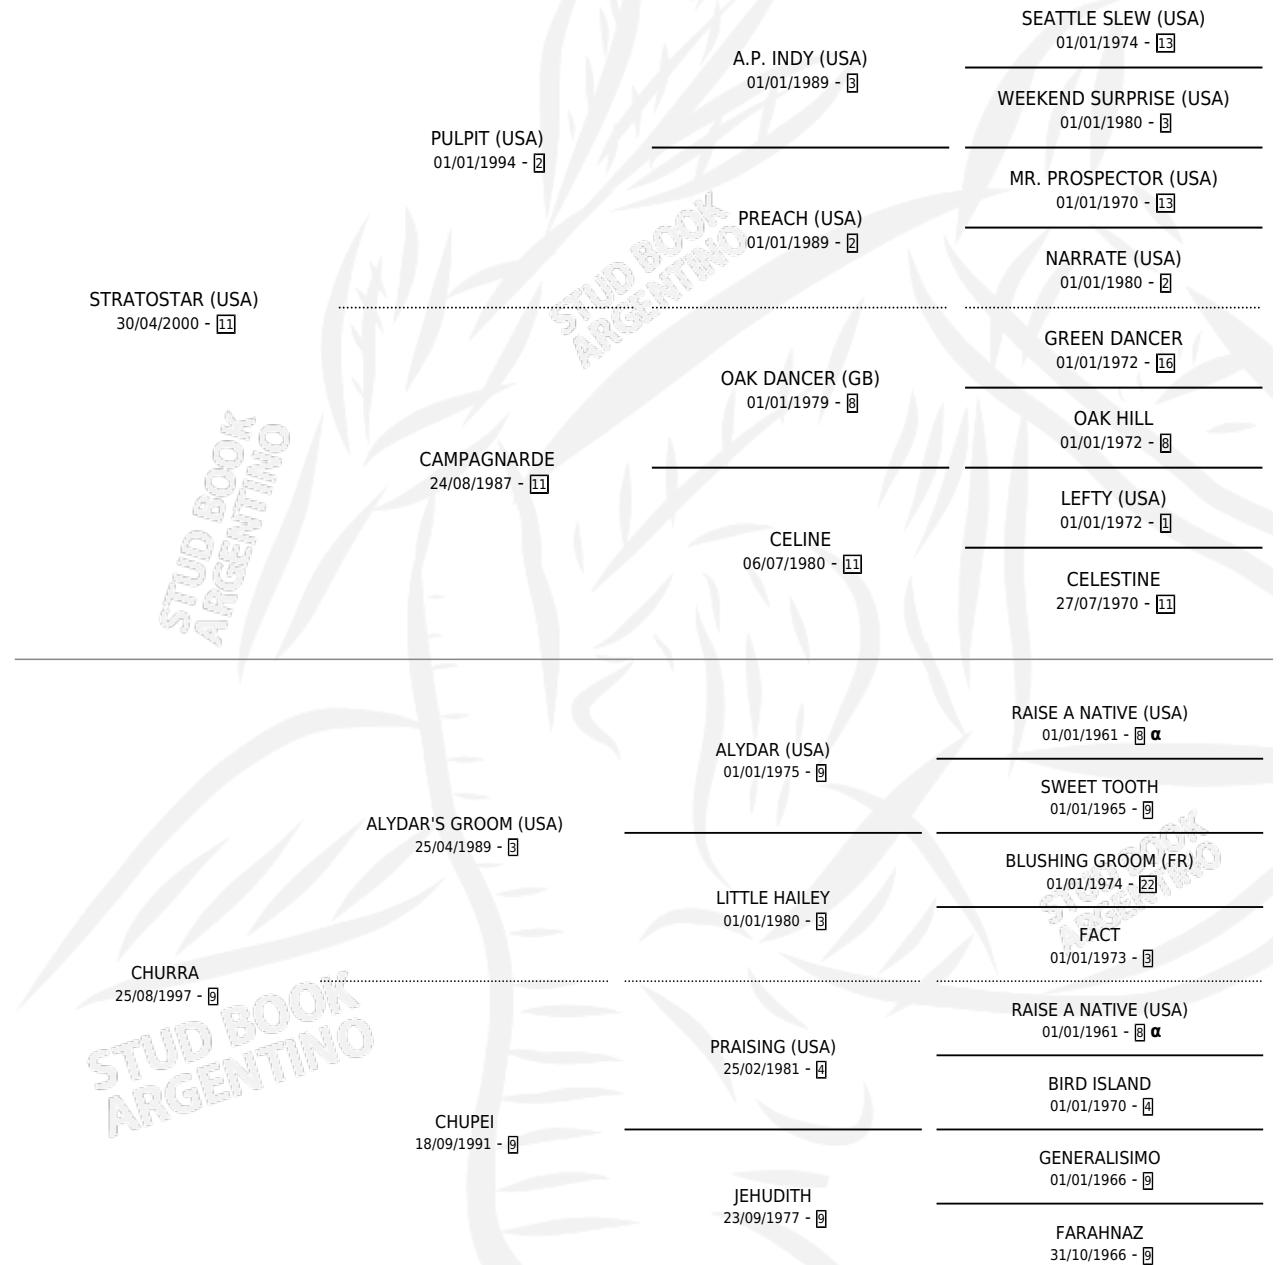 SEATTLE SLEW (USA)
01/01/1974 - 13
A.P. INDY (USA)
01/01/1989 - 3
WEEKEND SURPRISE (USA)
01/01/1980 - 3
PULPIT (USA)
01/01/1994 - 2
MR. PROSPECTOR (USA)
01/01/1970 - 13
PREACH (USA)
01/01/1989 - 2
NARRATE (USA)
01/01/1980 - 2
STRATOSTAR (USA)
30/04/2000 - 11
GREEN DANCER
01/01/1972 - 16
OAK DANCER (GB)
01/01/1979 - 8
OAK HILL
01/01/1972 - 8
CAMPAGNARDE
24/08/1987 - 11
LEFTY (USA)
01/01/1972 - 1
CELINE
06/07/1980 - 11
CELESTINE
27/07/1970 - 11
RAISE A NATIVE (USA)
01/01/1961 - 8 α
ALYDAR (USA)
01/01/1975 - 9
SWEET TOOTH
01/01/1965 - 9
ALYDAR'S GROOM (USA)
25/04/1989 - 3
BLUSHING GROOM (FR)
01/01/1974 - 22
LITTLE HAILEY
01/01/1980 - 3
FACT
01/01/1973 - 3
CHURRA
25/08/1997 - 9
RAISE A NATIVE (USA)
01/01/1961 - 8 α
PRAISING (USA)
25/02/1981 - 4
BIRD ISLAND
01/01/1970 - 4
CHUPEI
18/09/1991 - 9
GENERALISIMO
01/01/1966 - 9
JEHUDITH
23/09/1977 - 9
FARAHNAZ
31/10/1966 - 9
STUD BOOK
ARGENTINO
STUD BOOK
ARGENTINO
STUD BOOK
ARGENTINO
STUD BOOK
ARGENTINO